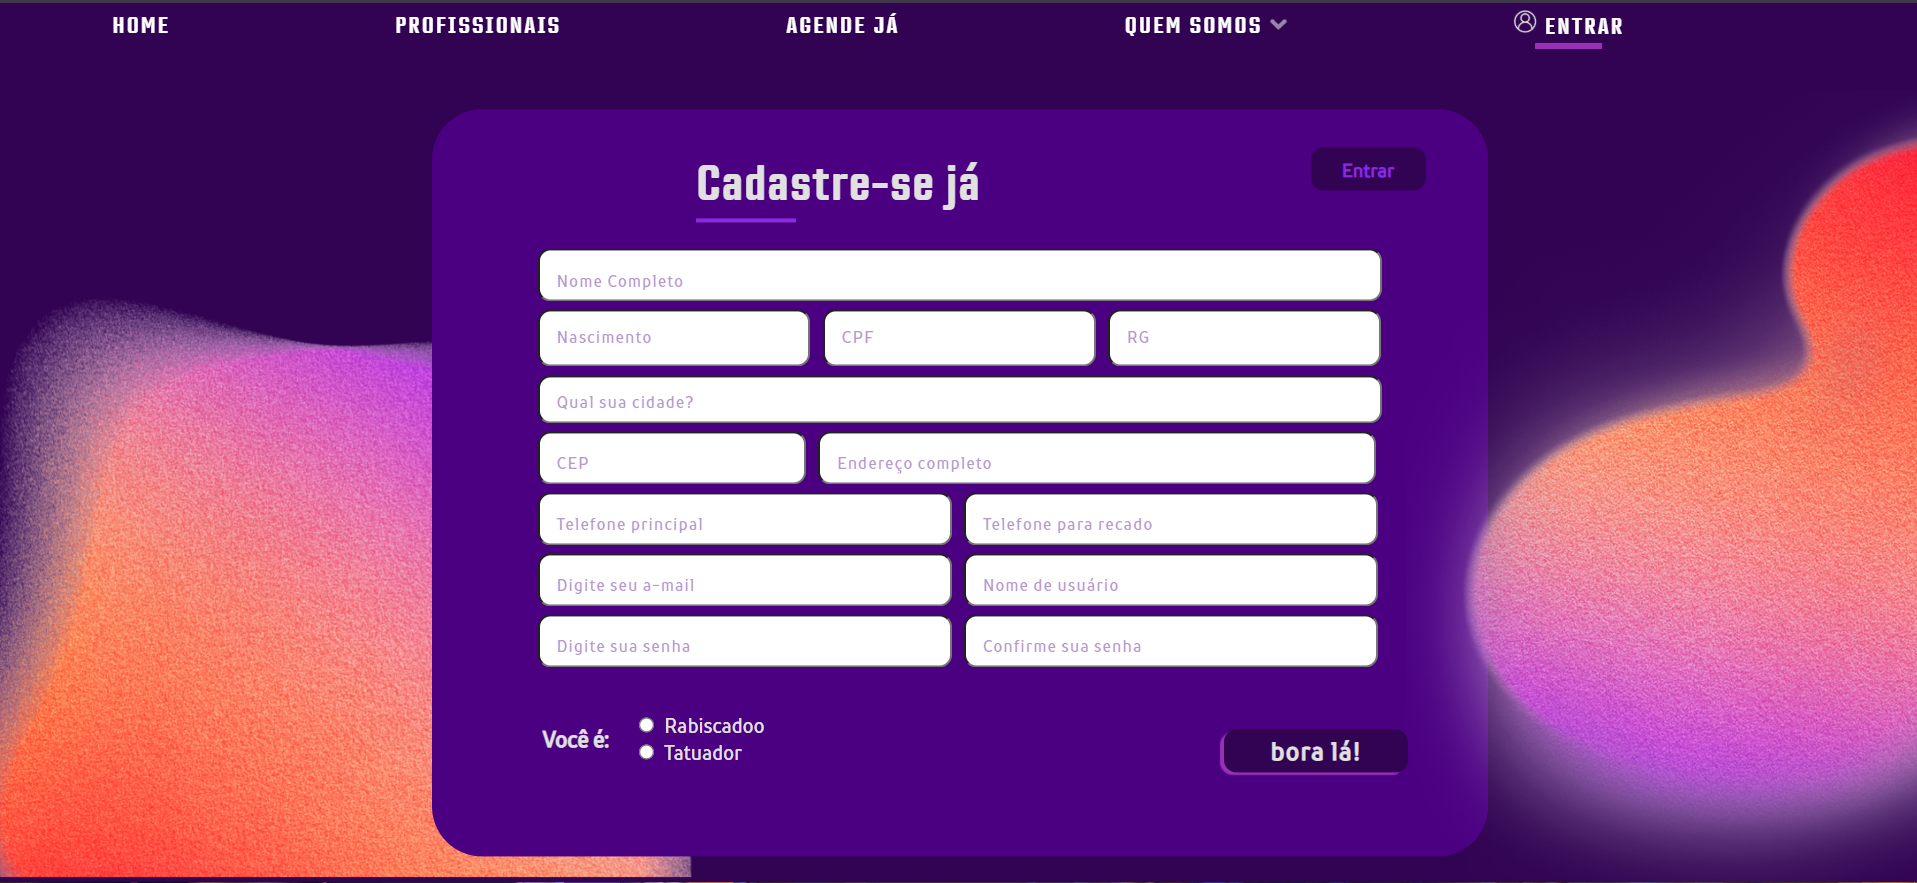 HOME PROFISSIONAIS AGENDE JÁ QUEM SOMOS ENTRAR
Cadastre-se já
Entrar
Nome Completo
Nascimento CPF RG
Qual sua cidade?
CEP Endereço completo
Telefone principal Telefone para recado
Digite seu a-mail Nome de usuário
Digite sua senha Confirme sua senha
Você é:
Rabiscadoo
Tatuador
bora lá!